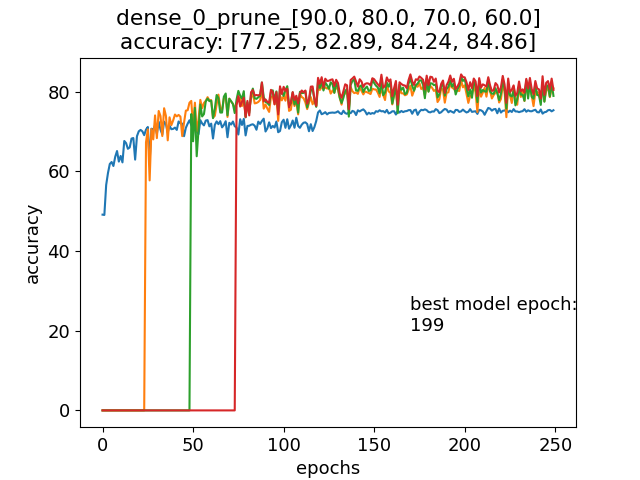 dense_0_prune_[90.0, 80.0, 70.0, 60.0]
accuracy: [77.25, 82.89, 84.24, 84.86]
80
60
40
20
0
accuracy
best model epoch:
199
0 50 100 150 200 250
epochs